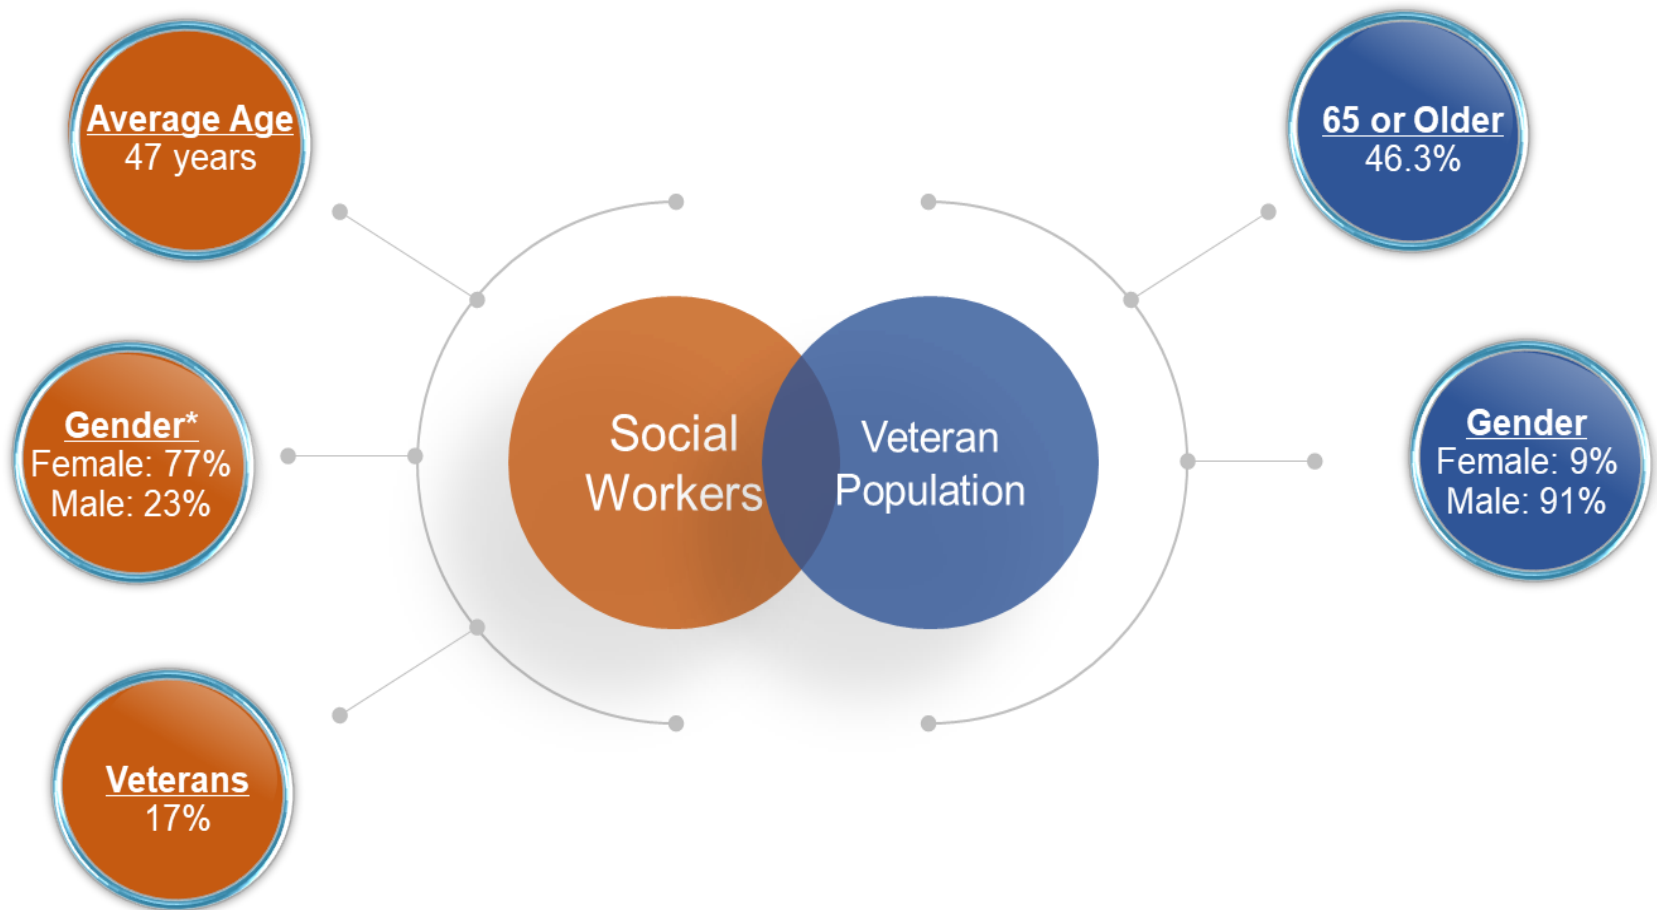 Average Age
47 years
65 or Older
46.3%
Gender*
Female: 77%
Male: 23%
Social
Workers
Veteran
Population
Gender
Female: 9%
Male: 91%
Veterans
17%